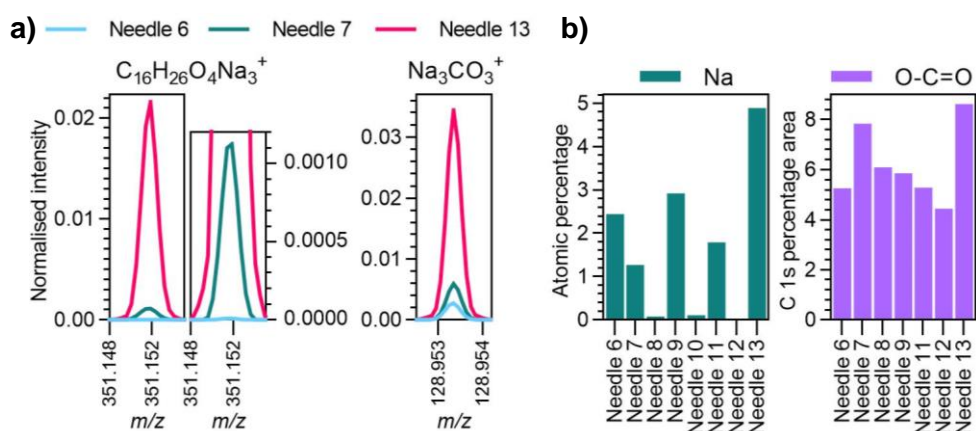 a)
Needle 6 Needle 7 Needle 13
C₁₆H₂₆O₄Na₃⁺
Na₃CO₃⁺
Normalised intensity
0.02
0.01
0.00
0.0010
0.0005
0.0000
0.03
0.02
0.01
0.00
351.148
351.152
351.148
351.152
128.953
128.954
m/z
m/z
m/z
b)
Na
O-C=O
Atomic percentage
5
4
3
2
1
0
Needle 6
Needle 7
Needle 8
Needle 9
Needle 10
Needle 11
Needle 12
Needle 13
C 1s percentage area
8
6
4
2
0
Needle 6
Needle 7
Needle 8
Needle 9
Needle 11
Needle 12
Needle 13